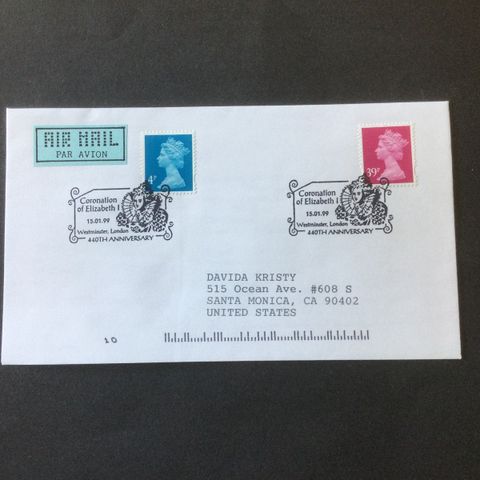 AIR MAIL
PAR AVION
4P
39P
Coronation
of Elizabeth I
15.01.99
Westminster, London
440TH ANNIVERSARY
Coronation
of Elizabeth I
15.01.99
Westminster, London
440TH ANNIVERSARY
DAVIDA KRISTY
515 Ocean Ave. #608 S
SANTA MONICA, CA 90402
UNITED STATES
10